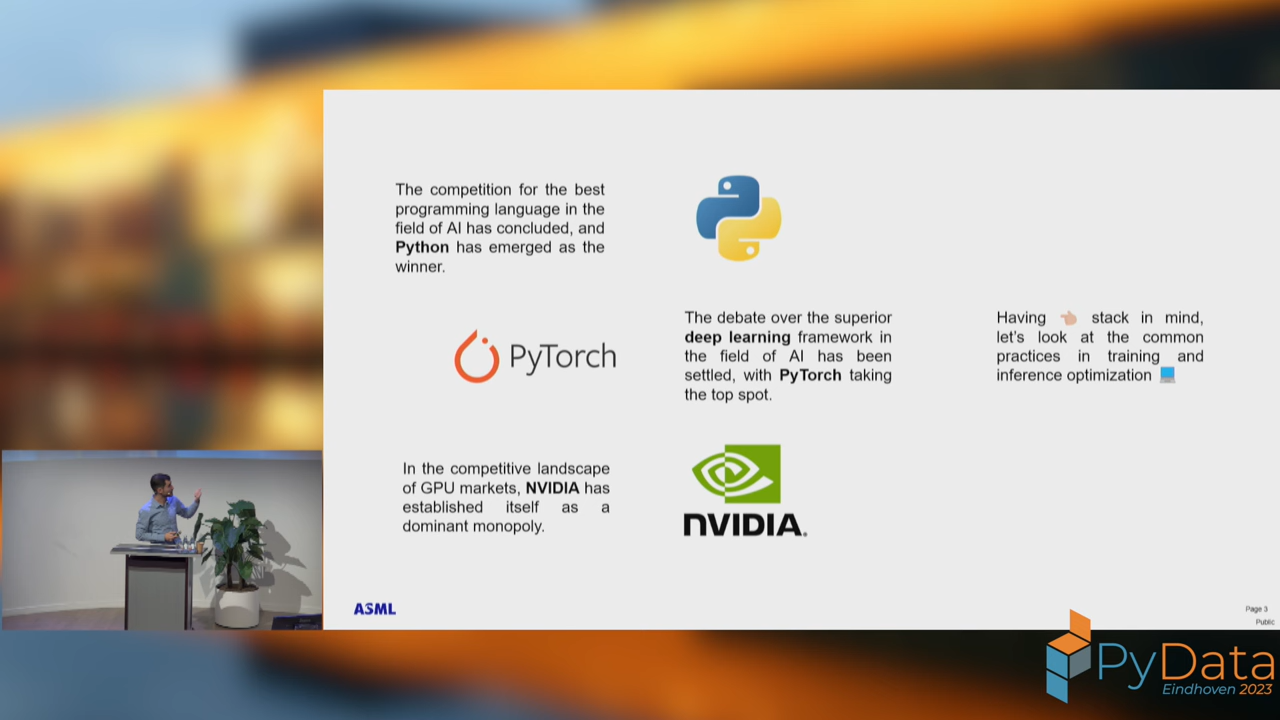 The competition for the best
programming language in the
field of AI has concluded, and
Python has emerged as the
winner.
PyTorch
The debate over the superior
deep learning framework in
the field of AI has been
settled, with PyTorch taking
the top spot.
Having 👈🏼 stack in mind,
let's look at the common
practices in training and
inference optimization 💻
In the competitive landscape
of GPU markets, NVIDIA has
established itself as a
dominant monopoly.
NVIDIA.
ASML
Page 3
Public
PyData
Eindhoven 2023